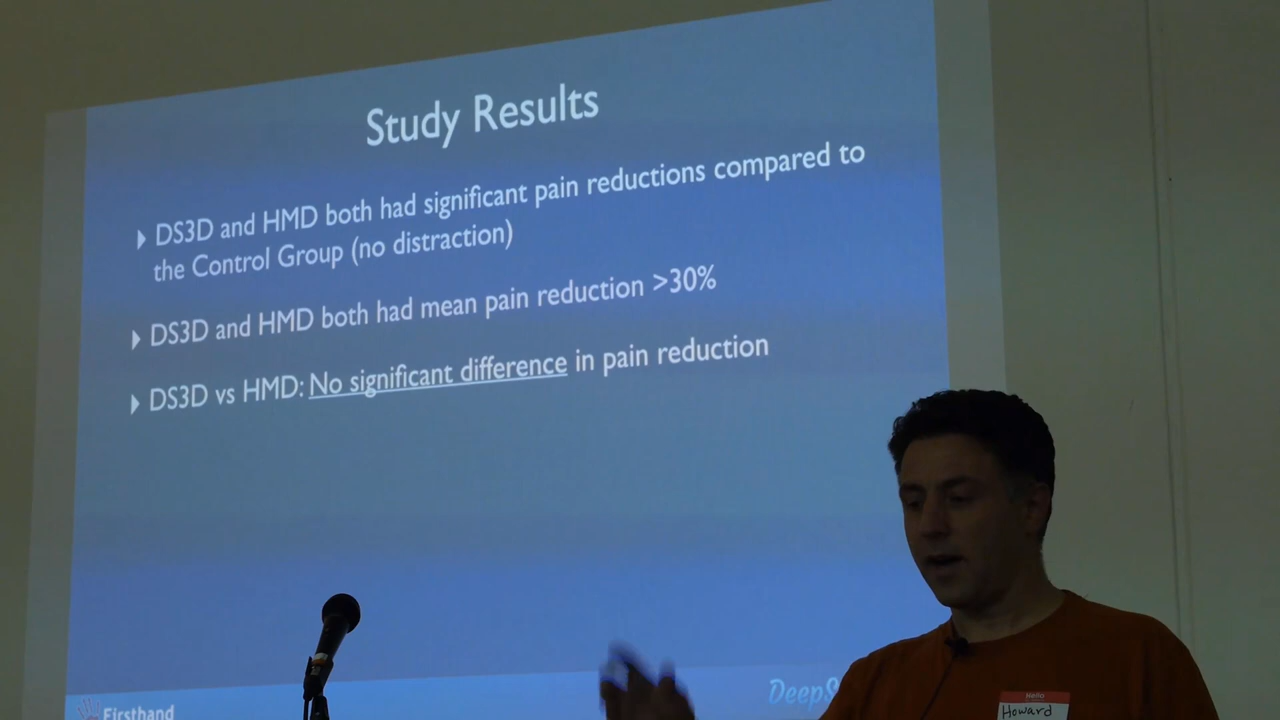 Study Results
DS3D and HMD both had significant pain reductions compared to
the Control Group (no distraction)
DS3D and HMD both had mean pain reduction >30%
DS3D vs HMD: No significant difference in pain reduction
Firsthand
Hello
Howard